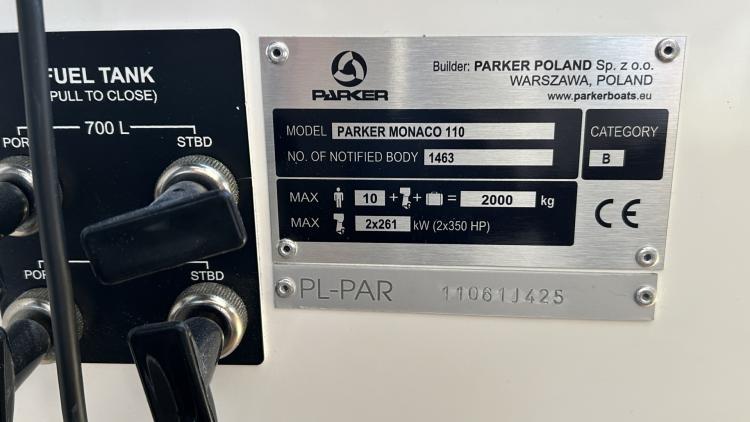 FUEL TANK
(PULL TO CLOSE)
700 L
POR STBD
POR STBD
PARKER
Builder: PARKER POLAND Sp. z o.o.
WARSZAWA, POLAND
www.parkerboats.eu
MODEL PARKER MONACO 110
NO. OF NOTIFIED BODY 1463
CATEGORY
B
MAX 10 + + = 2000 kg
MAX 2x261 kW (2x350 HP)
CE
PL-PAR 11061J425